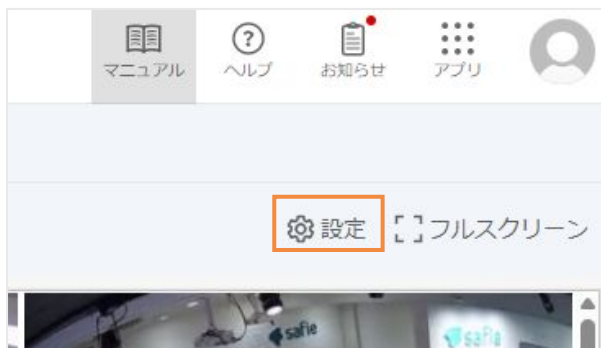 マニュアル ヘルプ お知らせ アプリ
設定 フルスクリーン
safie safie